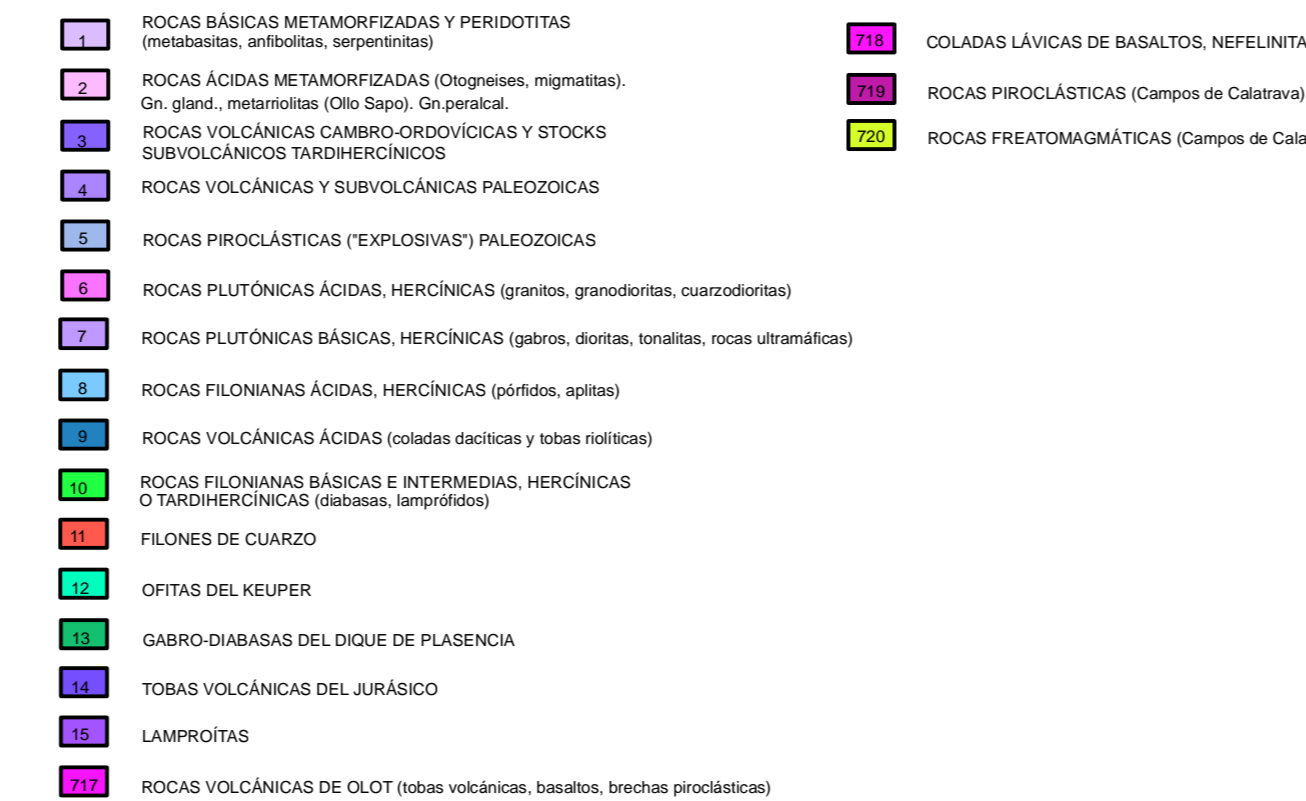 1 ROCAS BÁSICAS METAMORFIZADAS Y PERIDOTITAS
(metabasitas, anfibolitas, serpentinitas)
2 ROCAS ÁCIDAS METAMORFIZADAS (Otogneises, migmatitas).
Gn. gland., metarriolitas (Ollo Sapo). Gn.peralcal.
3 ROCAS VOLCÁNICAS CAMBRO-ORDOVÍCICAS Y STOCKS
SUBVOLCÁNICOS TARDIHERCÍNICOS
4 ROCAS VOLCÁNICAS Y SUBVOLCÁNICAS PALEOZOICAS
5 ROCAS PIROCLÁSTICAS ("EXPLOSIVAS") PALEOZOICAS
6 ROCAS PLUTÓNICAS ÁCIDAS, HERCÍNICAS (granitos, granodioritas, cuarzodioritas)
7 ROCAS PLUTÓNICAS BÁSICAS, HERCÍNICAS (gabros, dioritas, tonalitas, rocas ultramáficas)
8 ROCAS FILONIANAS ÁCIDAS, HERCÍNICAS (pórfidos, aplitas)
9 ROCAS VOLCÁNICAS ÁCIDAS (coladas dacíticas y tobas riolíticas)
10 ROCAS FILONIANAS BÁSICAS E INTERMEDIAS, HERCÍNICAS
O TARDIHERCÍNICAS (diabasas, lamprófidos)
11 FILONES DE CUARZO
12 OFITAS DEL KEUPER
13 GABRO-DIABASAS DEL DIQUE DE PLASENCIA
14 TOBAS VOLCÁNICAS DEL JURÁSICO
15 LAMPROÍTAS
717 ROCAS VOLCÁNICAS DE OLOT (tobas volcánicas, basaltos, brechas piroclásticas)
718 COLADAS LÁVICAS DE BASALTOS, NEFELINITA
719 ROCAS PIROCLÁSTICAS (Campos de Calatrava)
720 ROCAS FREATOMAGMÁTICAS (Campos de Cala